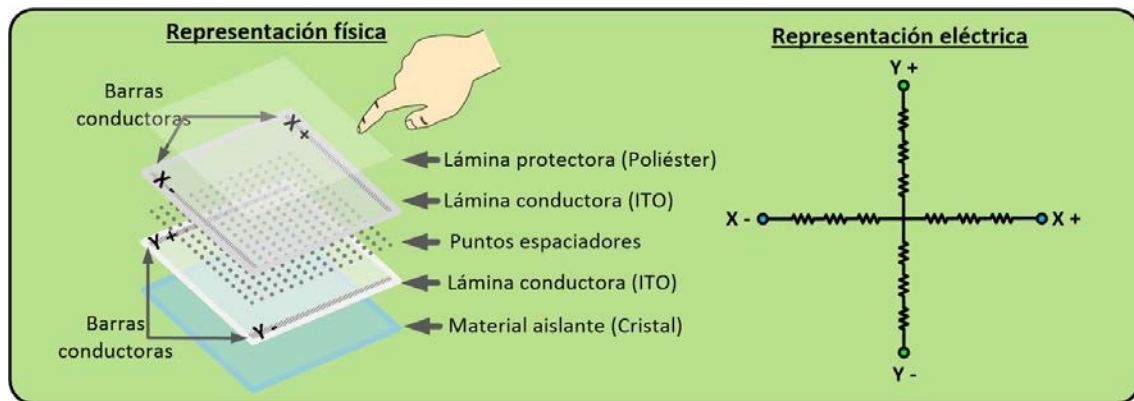 Representación física
Barras
conductoras
X +
X -
Y +
Y -
Barras
conductoras
Lámina protectora (Poliéster)
Lámina conductora (ITO)
Puntos espaciadores
Lámina conductora (ITO)
Material aislante (Cristal)
Representación eléctrica
Y +
X -
X +
Y -